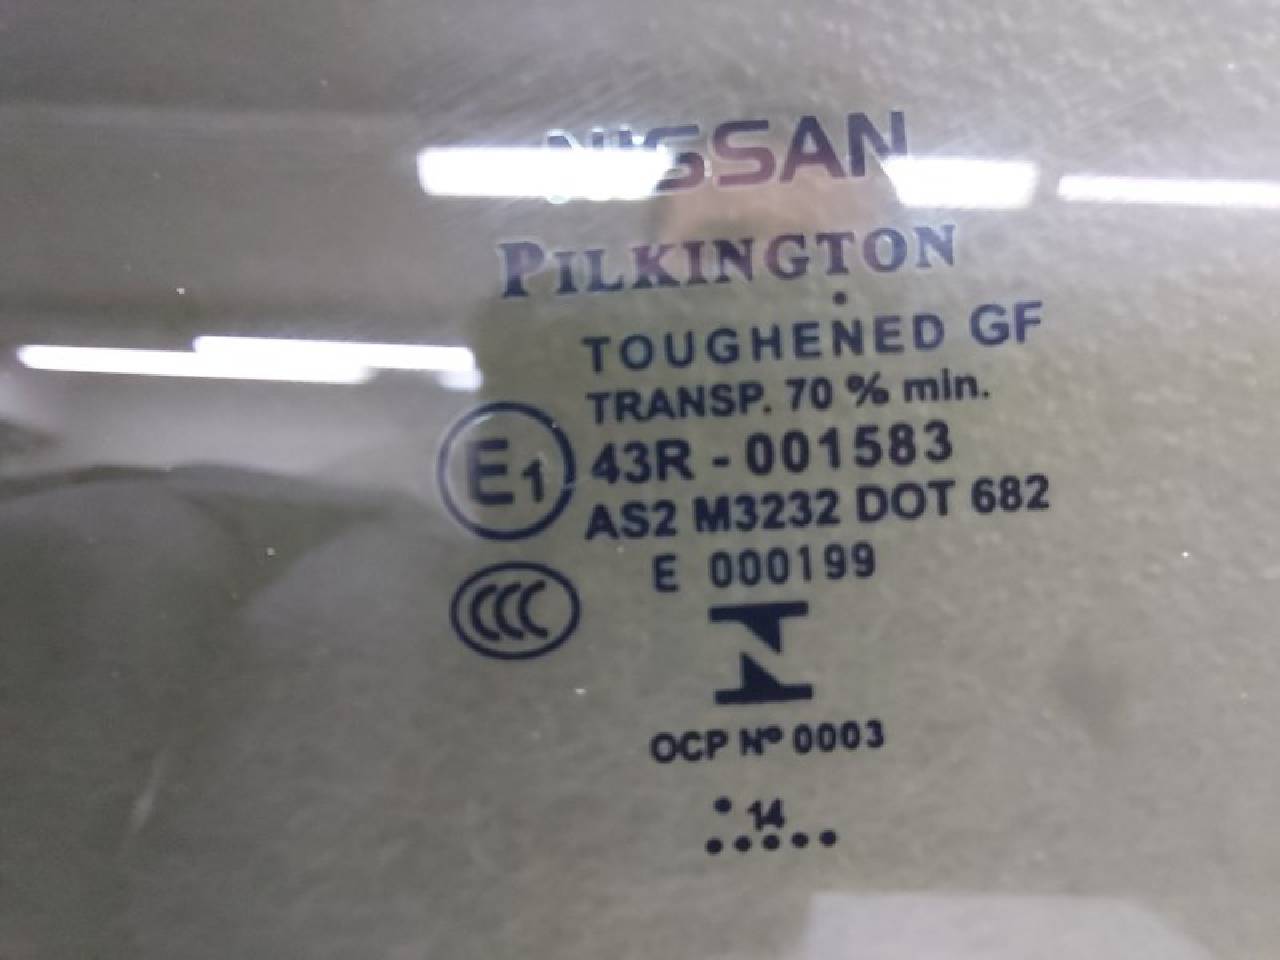 NISSAN
PILKINGTON
TOUGHENED GF
TRANSP. 70 % min.
E1 43R - 001583
AS2 M3232 DOT 682
E 000199
CCC
OCP Nº 0003
14